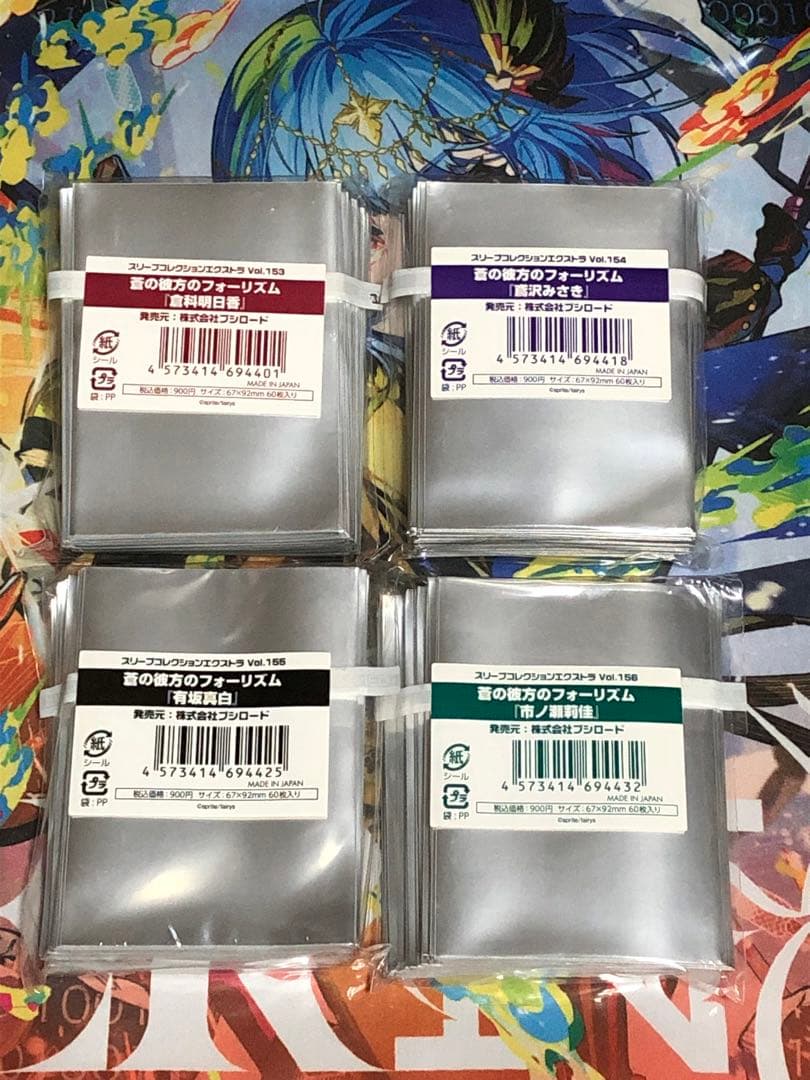 スリーブコレクションエクストラ Vol.153
蒼の彼方のフォーリズム
『倉科明日香』
発売元：株式会社ブシロード
紙
シール
プラ
袋：PP
4 573414 694401
MADE IN JAPAN
税込価格：900円 サイズ：67×92mm 60枚入り
©sprite/fairys
スリーブコレクションエクストラ Vol.154
蒼の彼方のフォーリズム
『鳶沢みさき』
発売元：株式会社ブシロード
紙
シール
プラ
袋：PP
4 573414 694418
MADE IN JAPAN
税込価格：900円 サイズ：67×92mm 60枚入り
©sprite/fairys
スリーブコレクションエクストラ Vol.155
蒼の彼方のフォーリズム
『有坂真白』
発売元：株式会社ブシロード
紙
シール
プラ
袋：PP
4 573414 694425
MADE IN JAPAN
税込価格：900円 サイズ：67×92mm 60枚入り
©sprite/fairys
スリーブコレクションエクストラ Vol.156
蒼の彼方のフォーリズム
『市ノ瀬莉佳』
発売元：株式会社ブシロード
紙
シール
プラ
袋：PP
4 573414 694432
MADE IN JAPAN
税込価格：900円 サイズ：67×92mm 60枚入り
©sprite/fairys